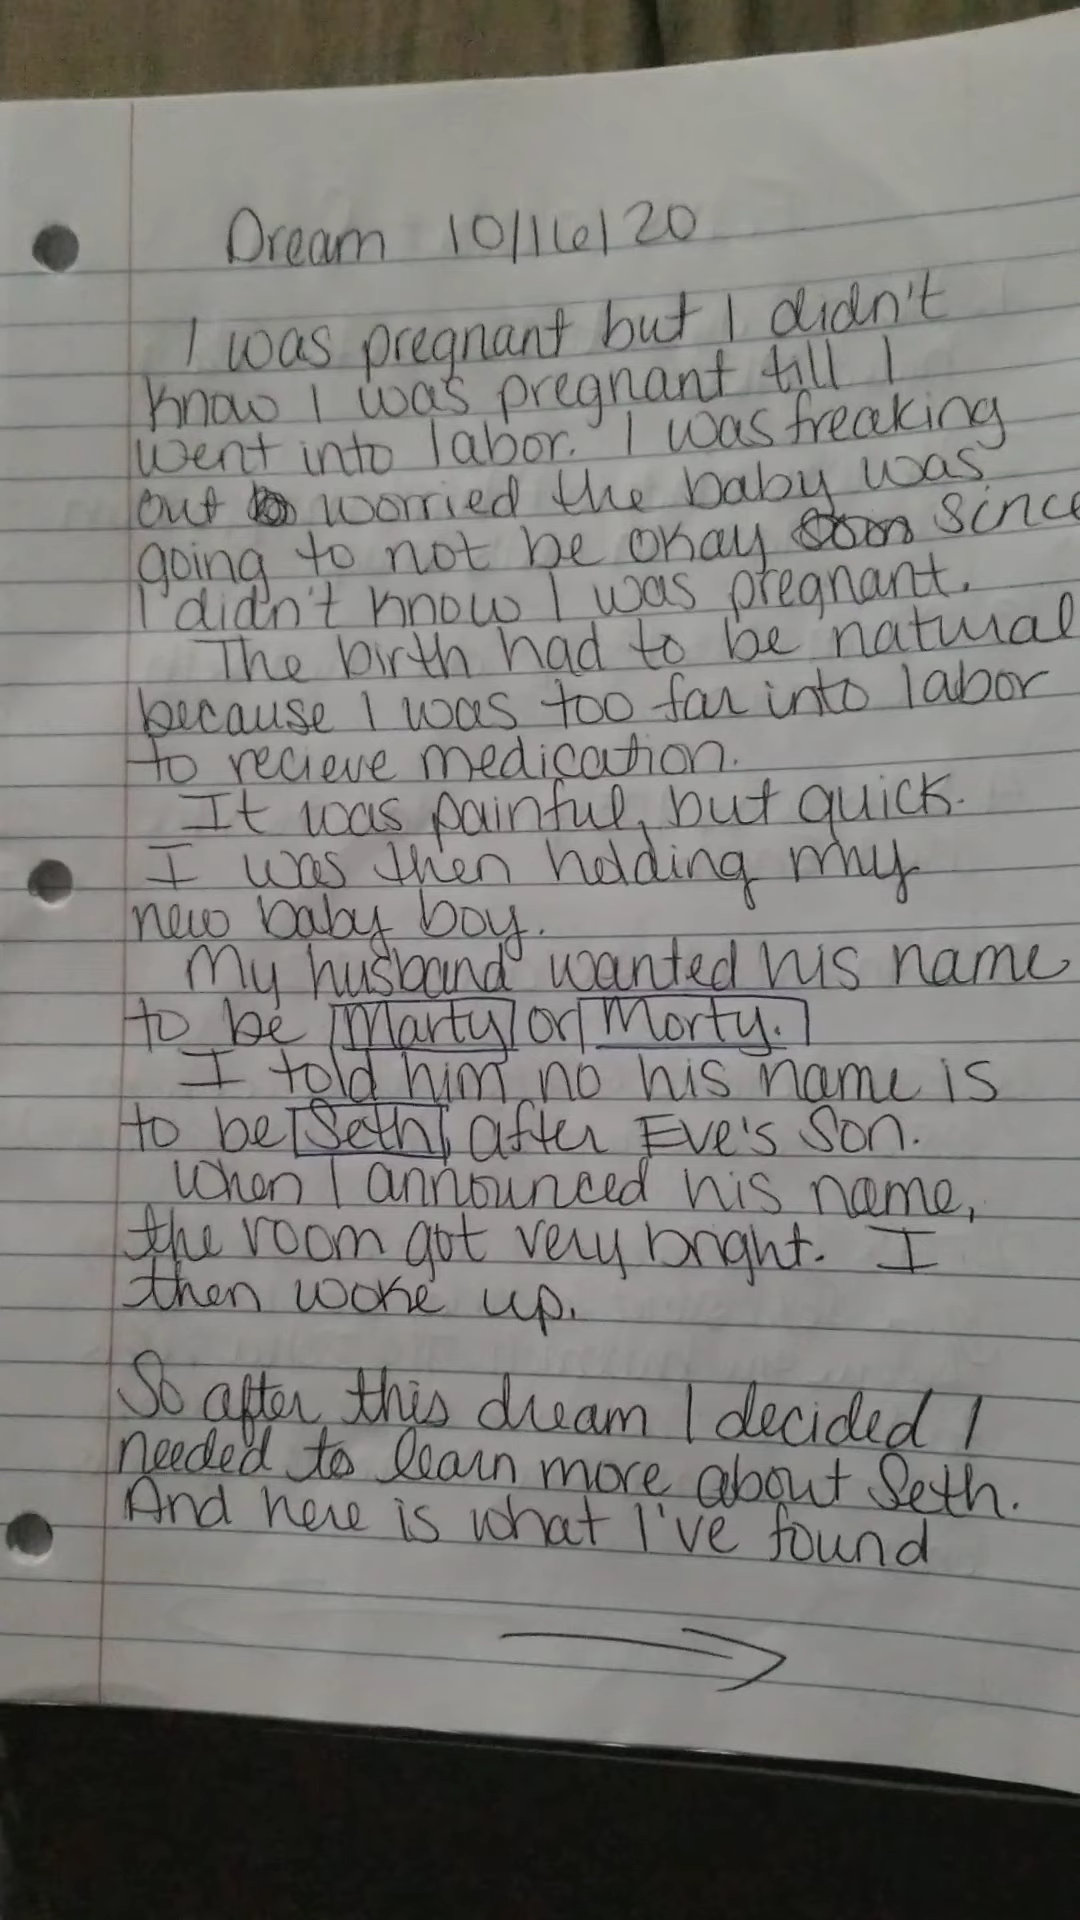 Dream 10/16/20
I was pregnant but I didn't
know I was pregnant till I
went into labor. I was freaking
out worried the baby was
going to not be okay since
I didn't know I was pregnant.
The birth had to be natural
because I was too far into labor
to recieve medication.
It was painful, but quick.
I was then holding my
new baby boy.
My husband wanted his name
to be Marty or Morty.
I told him no his name is
to be Seth, after Eve's Son.
When I announced his name,
the room got very bright. I
then woke up.
So after this dream I decided I
needed to learn more about Seth.
And here is what I've found